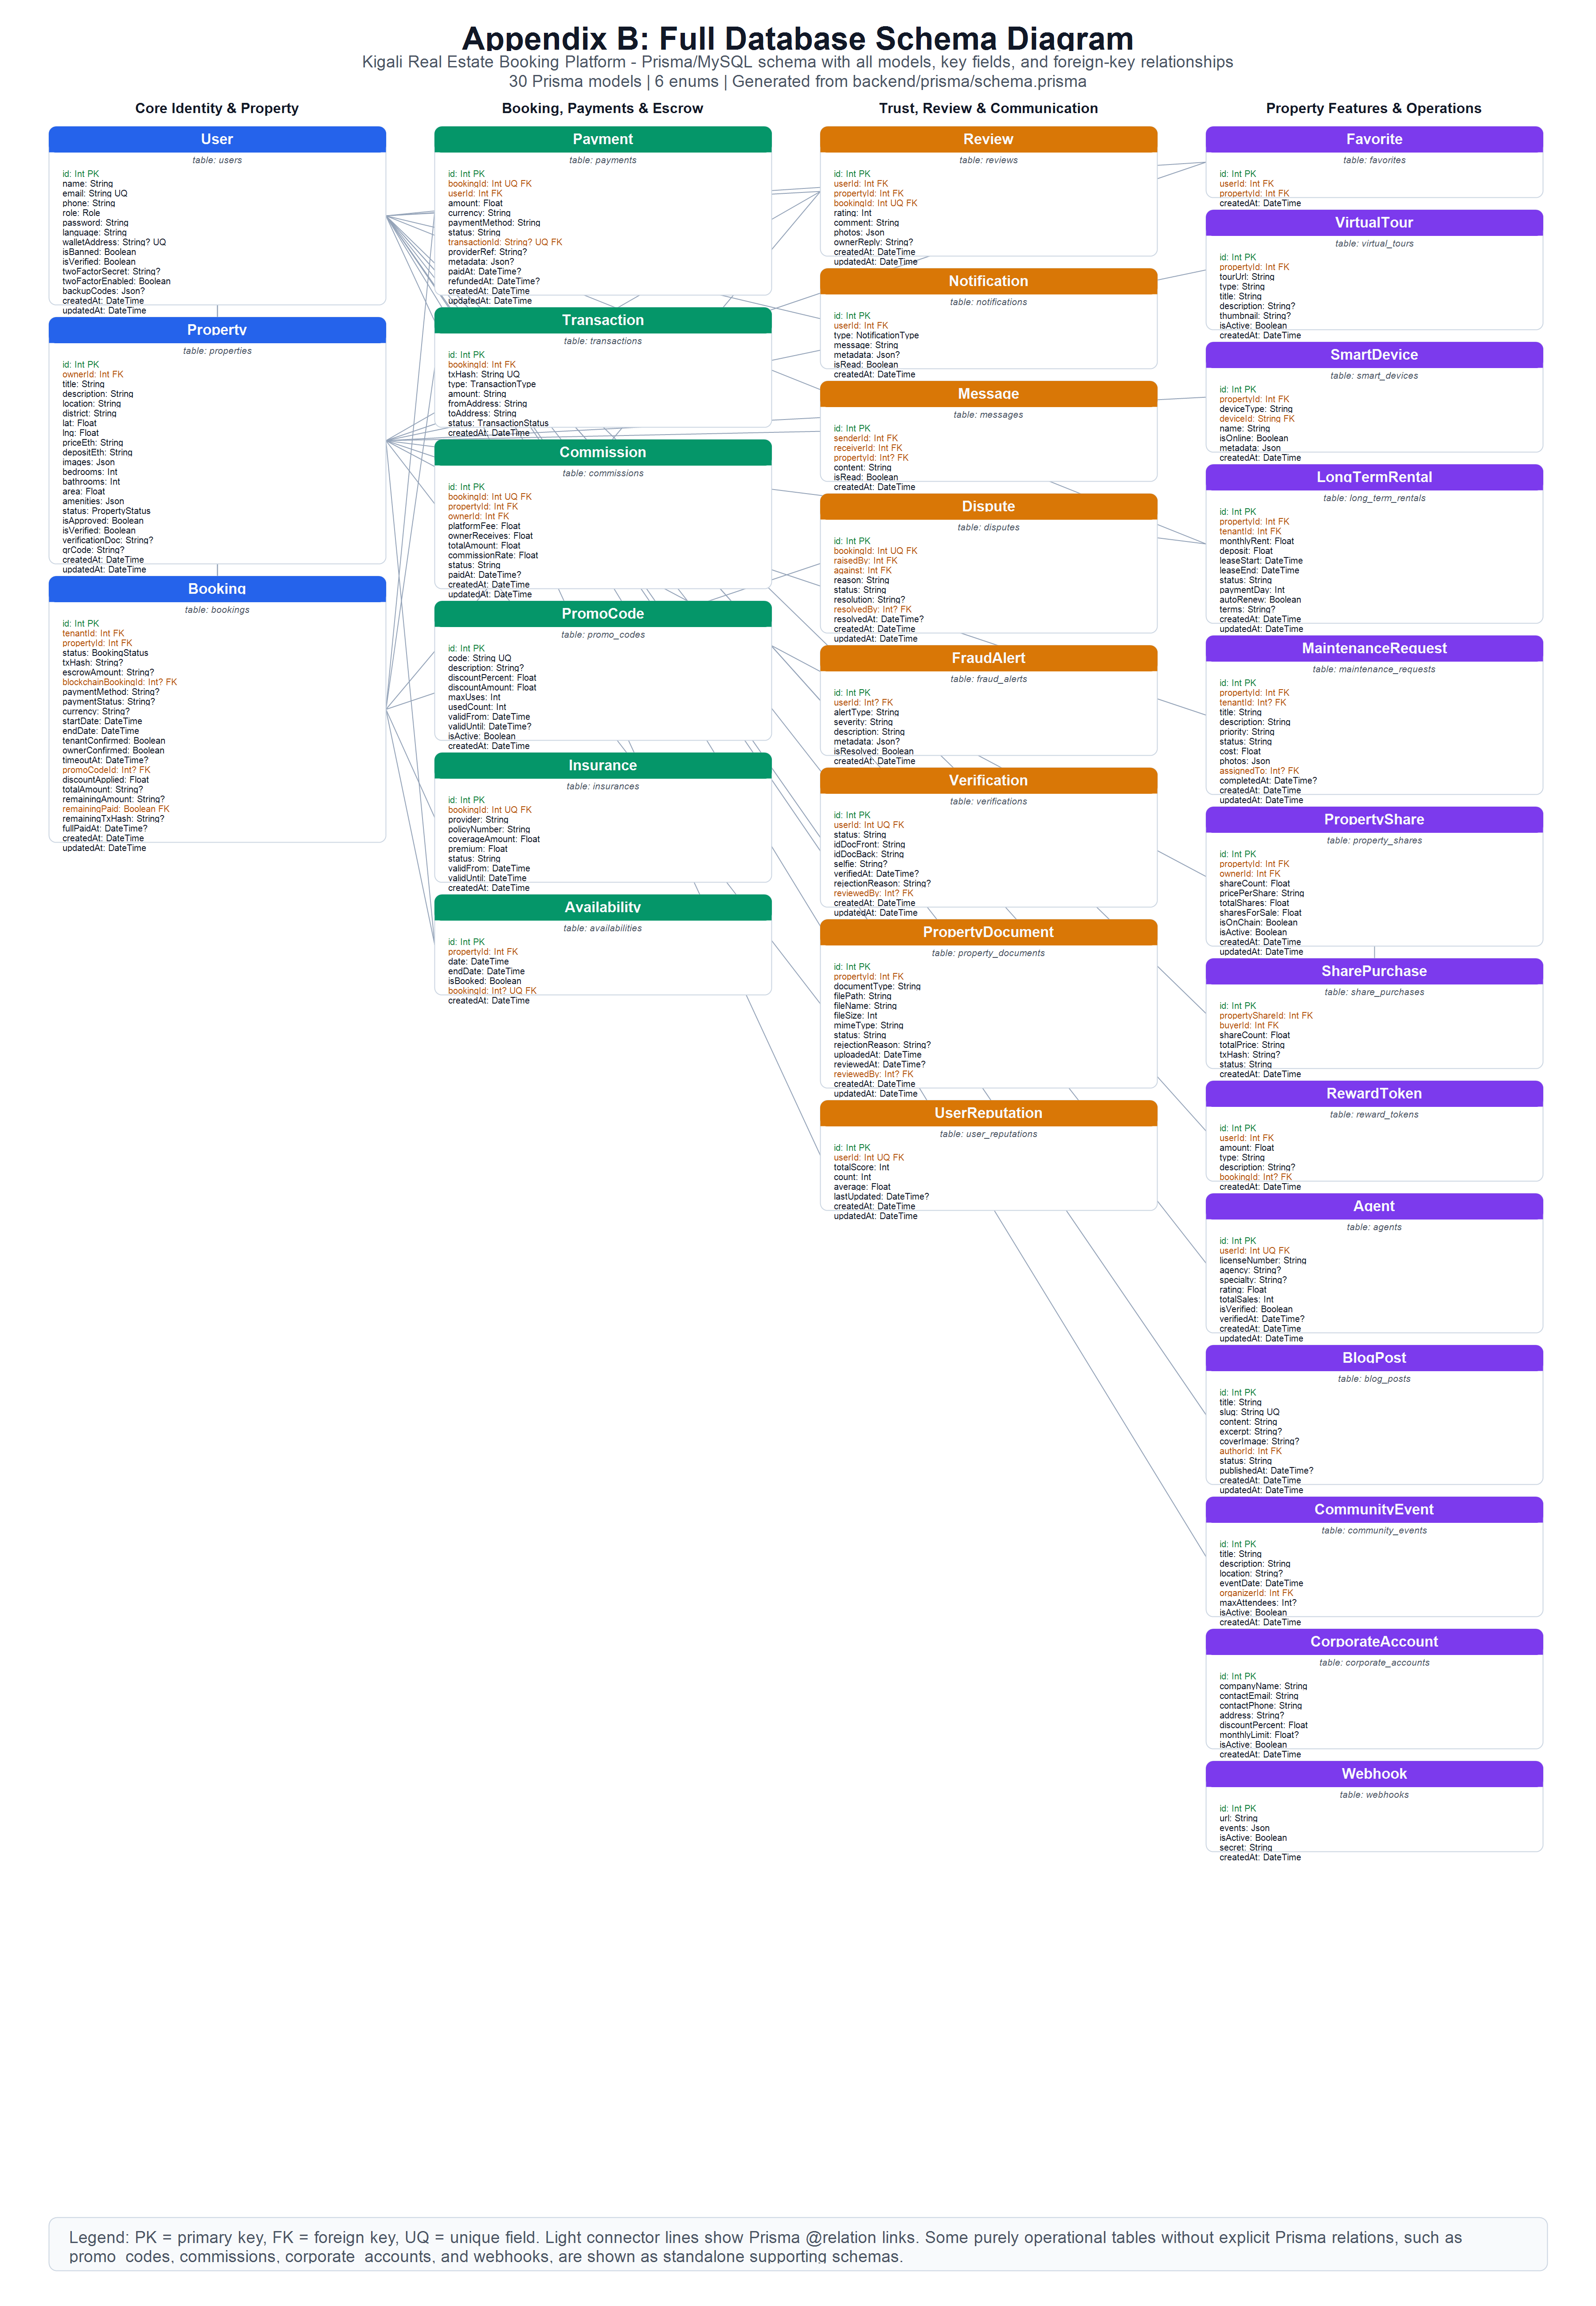 Appendix B: Full Database Schema Diagram
Kigali Real Estate Booking Platform - Prisma/MySQL schema with all models, key fields, and foreign-key relationships
30 Prisma models | 6 enums | Generated from backend/prisma/schema.prisma
Core Identity & Property
User
table: users
id: Int PK
name: String
email: String UQ
phone: String
role: Role
password: String
language: String
walletAddress: String? UQ
isBanned: Boolean
isVerified: Boolean
twoFactorSecret: String?
twoFactorEnabled: Boolean
backupCodes: Json?
createdAt: DateTime
updatedAt: DateTime
Property
table: properties
id: Int PK
ownerId: Int FK
title: String
description: String
location: String
district: String
lat: Float
lng: Float
priceEth: String
depositEth: String
images: Json
bedrooms: Int
bathrooms: Int
area: Float
amenities: Json
status: PropertyStatus
isApproved: Boolean
isVerified: Boolean
verificationDoc: String?
qrCode: String?
createdAt: DateTime
updatedAt: DateTime
Booking
table: bookings
id: Int PK
tenantId: Int FK
propertyId: Int FK
status: BookingStatus
txHash: String?
escrowAmount: String?
blockchainBookingId: Int? FK
paymentMethod: String?
paymentStatus: String?
currency: String?
startDate: DateTime
endDate: DateTime
tenantConfirmed: Boolean
ownerConfirmed: Boolean
timeoutAt: DateTime?
promoCodeId: Int? FK
discountApplied: Float
totalAmount: String?
remainingAmount: String?
remainingPaid: Boolean FK
remainingTxHash: String?
fullPaidAt: DateTime?
createdAt: DateTime
updatedAt: DateTime
Booking, Payments & Escrow
Payment
table: payments
id: Int PK
bookingId: Int UQ FK
userId: Int FK
amount: Float
currency: String
paymentMethod: String
status: String
transactionId: String? UQ FK
providerRef: String?
metadata: Json?
paidAt: DateTime?
refundedAt: DateTime?
createdAt: DateTime
updatedAt: DateTime
Transaction
table: transactions
id: Int PK
bookingId: Int FK
txHash: String UQ
type: TransactionType
amount: String
fromAddress: String
toAddress: String
status: TransactionStatus
createdAt: DateTime
Commission
table: commissions
id: Int PK
bookingId: Int UQ FK
propertyId: Int FK
ownerId: Int FK
platformFee: Float
ownerReceives: Float
totalAmount: Float
commissionRate: Float
status: String
paidAt: DateTime?
createdAt: DateTime
updatedAt: DateTime
PromoCode
table: promo_codes
id: Int PK
code: String UQ
description: String?
discountPercent: Float
discountAmount: Float
maxUses: Int
usedCount: Int
validFrom: DateTime
validUntil: DateTime?
isActive: Boolean
createdAt: DateTime
Insurance
table: insurances
id: Int PK
bookingId: Int UQ FK
provider: String
policyNumber: String
coverageAmount: Float
premium: Float
status: String
validFrom: DateTime
validUntil: DateTime
createdAt: DateTime
Availability
table: availabilities
id: Int PK
propertyId: Int FK
date: DateTime
endDate: DateTime
isBooked: Boolean
bookingId: Int? UQ FK
createdAt: DateTime
Trust, Review & Communication
Review
table: reviews
id: Int PK
userId: Int FK
propertyId: Int FK
bookingId: Int UQ FK
rating: Int
comment: String
photos: Json
ownerReply: String?
createdAt: DateTime
updatedAt: DateTime
Notification
table: notifications
id: Int PK
userId: Int FK
type: NotificationType
message: String
metadata: Json?
isRead: Boolean
createdAt: DateTime
Message
table: messages
id: Int PK
senderId: Int FK
receiverId: Int FK
propertyId: Int? FK
content: String
isRead: Boolean
createdAt: DateTime
Dispute
table: disputes
id: Int PK
bookingId: Int UQ FK
raisedBy: Int FK
against: Int FK
reason: String
status: String
resolution: String?
resolvedBy: Int? FK
resolvedAt: DateTime?
createdAt: DateTime
updatedAt: DateTime
FraudAlert
table: fraud_alerts
id: Int PK
userId: Int? FK
alertType: String
severity: String
description: String
metadata: Json?
isResolved: Boolean
createdAt: DateTime
Verification
table: verifications
id: Int PK
userId: Int UQ FK
status: String
idDocFront: String
idDocBack: String
selfie: String?
verifiedAt: DateTime?
rejectionReason: String?
reviewedBy: Int? FK
createdAt: DateTime
updatedAt: DateTime
PropertyDocument
table: property_documents
id: Int PK
propertyId: Int FK
documentType: String
filePath: String
fileName: String
fileSize: Int
mimeType: String
status: String
rejectionReason: String?
uploadedAt: DateTime
reviewedAt: DateTime?
reviewedBy: Int? FK
createdAt: DateTime
updatedAt: DateTime
UserReputation
table: user_reputations
id: Int PK
userId: Int UQ FK
totalScore: Int
count: Int
average: Float
lastUpdated: DateTime?
createdAt: DateTime
updatedAt: DateTime
Property Features & Operations
Favorite
table: favorites
id: Int PK
userId: Int FK
propertyId: Int FK
createdAt: DateTime
VirtualTour
table: virtual_tours
id: Int PK
propertyId: Int FK
tourUrl: String
type: String
title: String
description: String?
thumbnail: String?
isActive: Boolean
createdAt: DateTime
SmartDevice
table: smart_devices
id: Int PK
propertyId: Int FK
deviceType: String
deviceId: String FK
name: String
isOnline: Boolean
metadata: Json
createdAt: DateTime
LongTermRental
table: long_term_rentals
id: Int PK
propertyId: Int FK
tenantId: Int FK
monthlyRent: Float
deposit: Float
leaseStart: DateTime
leaseEnd: DateTime
status: String
paymentDay: Int
autoRenew: Boolean
terms: String?
createdAt: DateTime
updatedAt: DateTime
MaintenanceRequest
table: maintenance_requests
id: Int PK
propertyId: Int FK
tenantId: Int? FK
title: String
description: String
priority: String
status: String
cost: Float
photos: Json
assignedTo: Int? FK
completedAt: DateTime?
createdAt: DateTime
updatedAt: DateTime
PropertyShare
table: property_shares
id: Int PK
propertyId: Int FK
ownerId: Int FK
shareCount: Float
pricePerShare: String
totalShares: Float
sharesForSale: Float
isOnChain: Boolean
isActive: Boolean
createdAt: DateTime
updatedAt: DateTime
SharePurchase
table: share_purchases
id: Int PK
propertyShareId: Int FK
buyerId: Int FK
shareCount: Float
totalPrice: String
txHash: String?
status: String
createdAt: DateTime
RewardToken
table: reward_tokens
id: Int PK
userId: Int FK
amount: Float
type: String
description: String?
bookingId: Int? FK
createdAt: DateTime
Agent
table: agents
id: Int PK
userId: Int UQ FK
licenseNumber: String
agency: String?
specialty: String?
rating: Float
totalSales: Int
isVerified: Boolean
verifiedAt: DateTime?
createdAt: DateTime
updatedAt: DateTime
BlogPost
table: blog_posts
id: Int PK
title: String
slug: String UQ
content: String
excerpt: String?
coverImage: String?
authorId: Int FK
status: String
publishedAt: DateTime?
createdAt: DateTime
updatedAt: DateTime
CommunityEvent
table: community_events
id: Int PK
title: String
description: String
location: String?
eventDate: DateTime
organizerId: Int FK
maxAttendees: Int?
isActive: Boolean
createdAt: DateTime
CorporateAccount
table: corporate_accounts
id: Int PK
companyName: String
contactEmail: String
contactPhone: String
address: String?
discountPercent: Float
monthlyLimit: Float?
isActive: Boolean
createdAt: DateTime
Webhook
table: webhooks
id: Int PK
url: String
events: Json
isActive: Boolean
secret: String
createdAt: DateTime
Legend: PK = primary key, FK = foreign key, UQ = unique field. Light connector lines show Prisma @relation links. Some purely operational tables without explicit Prisma relations, such as
promo_codes, commissions, corporate_accounts, and webhooks, are shown as standalone supporting schemas.